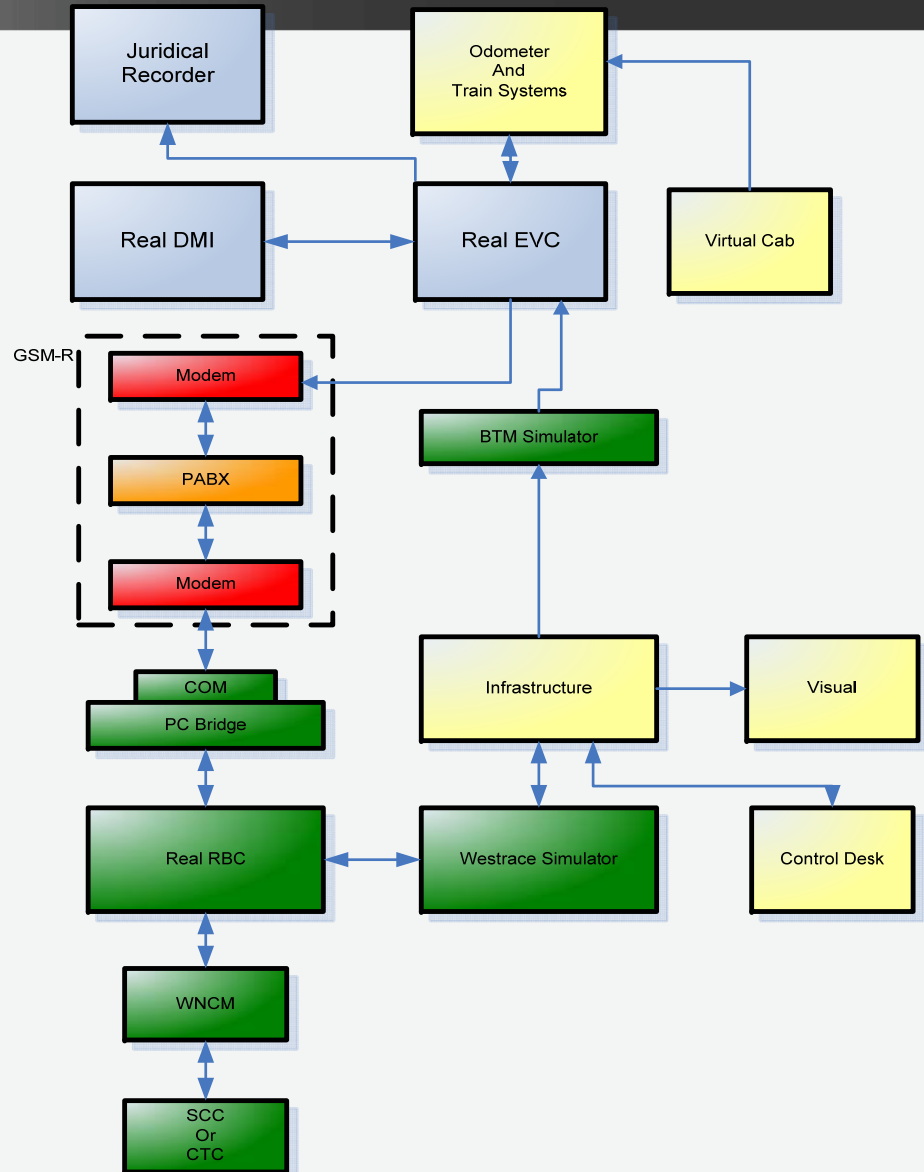 Juridical
Recorder
Odometer
And
Train Systems
Real DMI
Real EVC
Virtual Cab
GSM-R
Modem
BTM Simulator
PABX
Modem
COM
PC Bridge
Infrastructure
Visual
Real RBC
Westrace Simulator
Control Desk
WNCM
SCC
Or
CTC